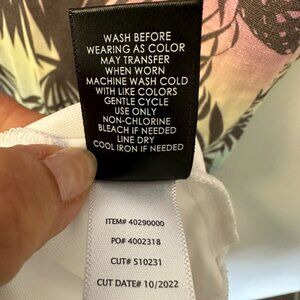 WASH BEFORE
WEARING AS COLOR
MAY TRANSFER
WHEN WORN
MACHINE WASH COLD
WITH LIKE COLORS
GENTLE CYCLE
USE ONLY
NON-CHLORINE
BLEACH IF NEEDED
LINE DRY
COOL IRON IF NEEDED
ITEM# 40290000
PO# 4002318
CUT# 510231
CUT DATE# 10/2022